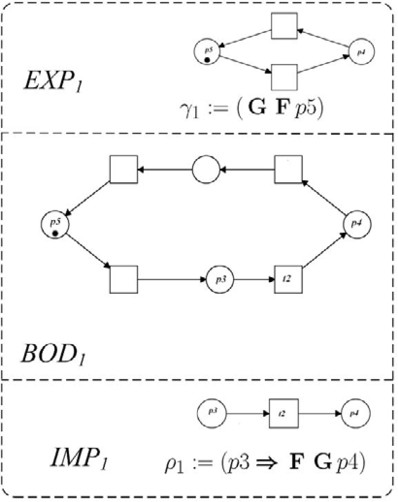 p5 p4
EXP1
γ1 := ( G F p5)
p5 p4
p3 t2
BOD1
p3 t2 p4
IMP1 ρ1 := (p3 ⇒ F G p4)